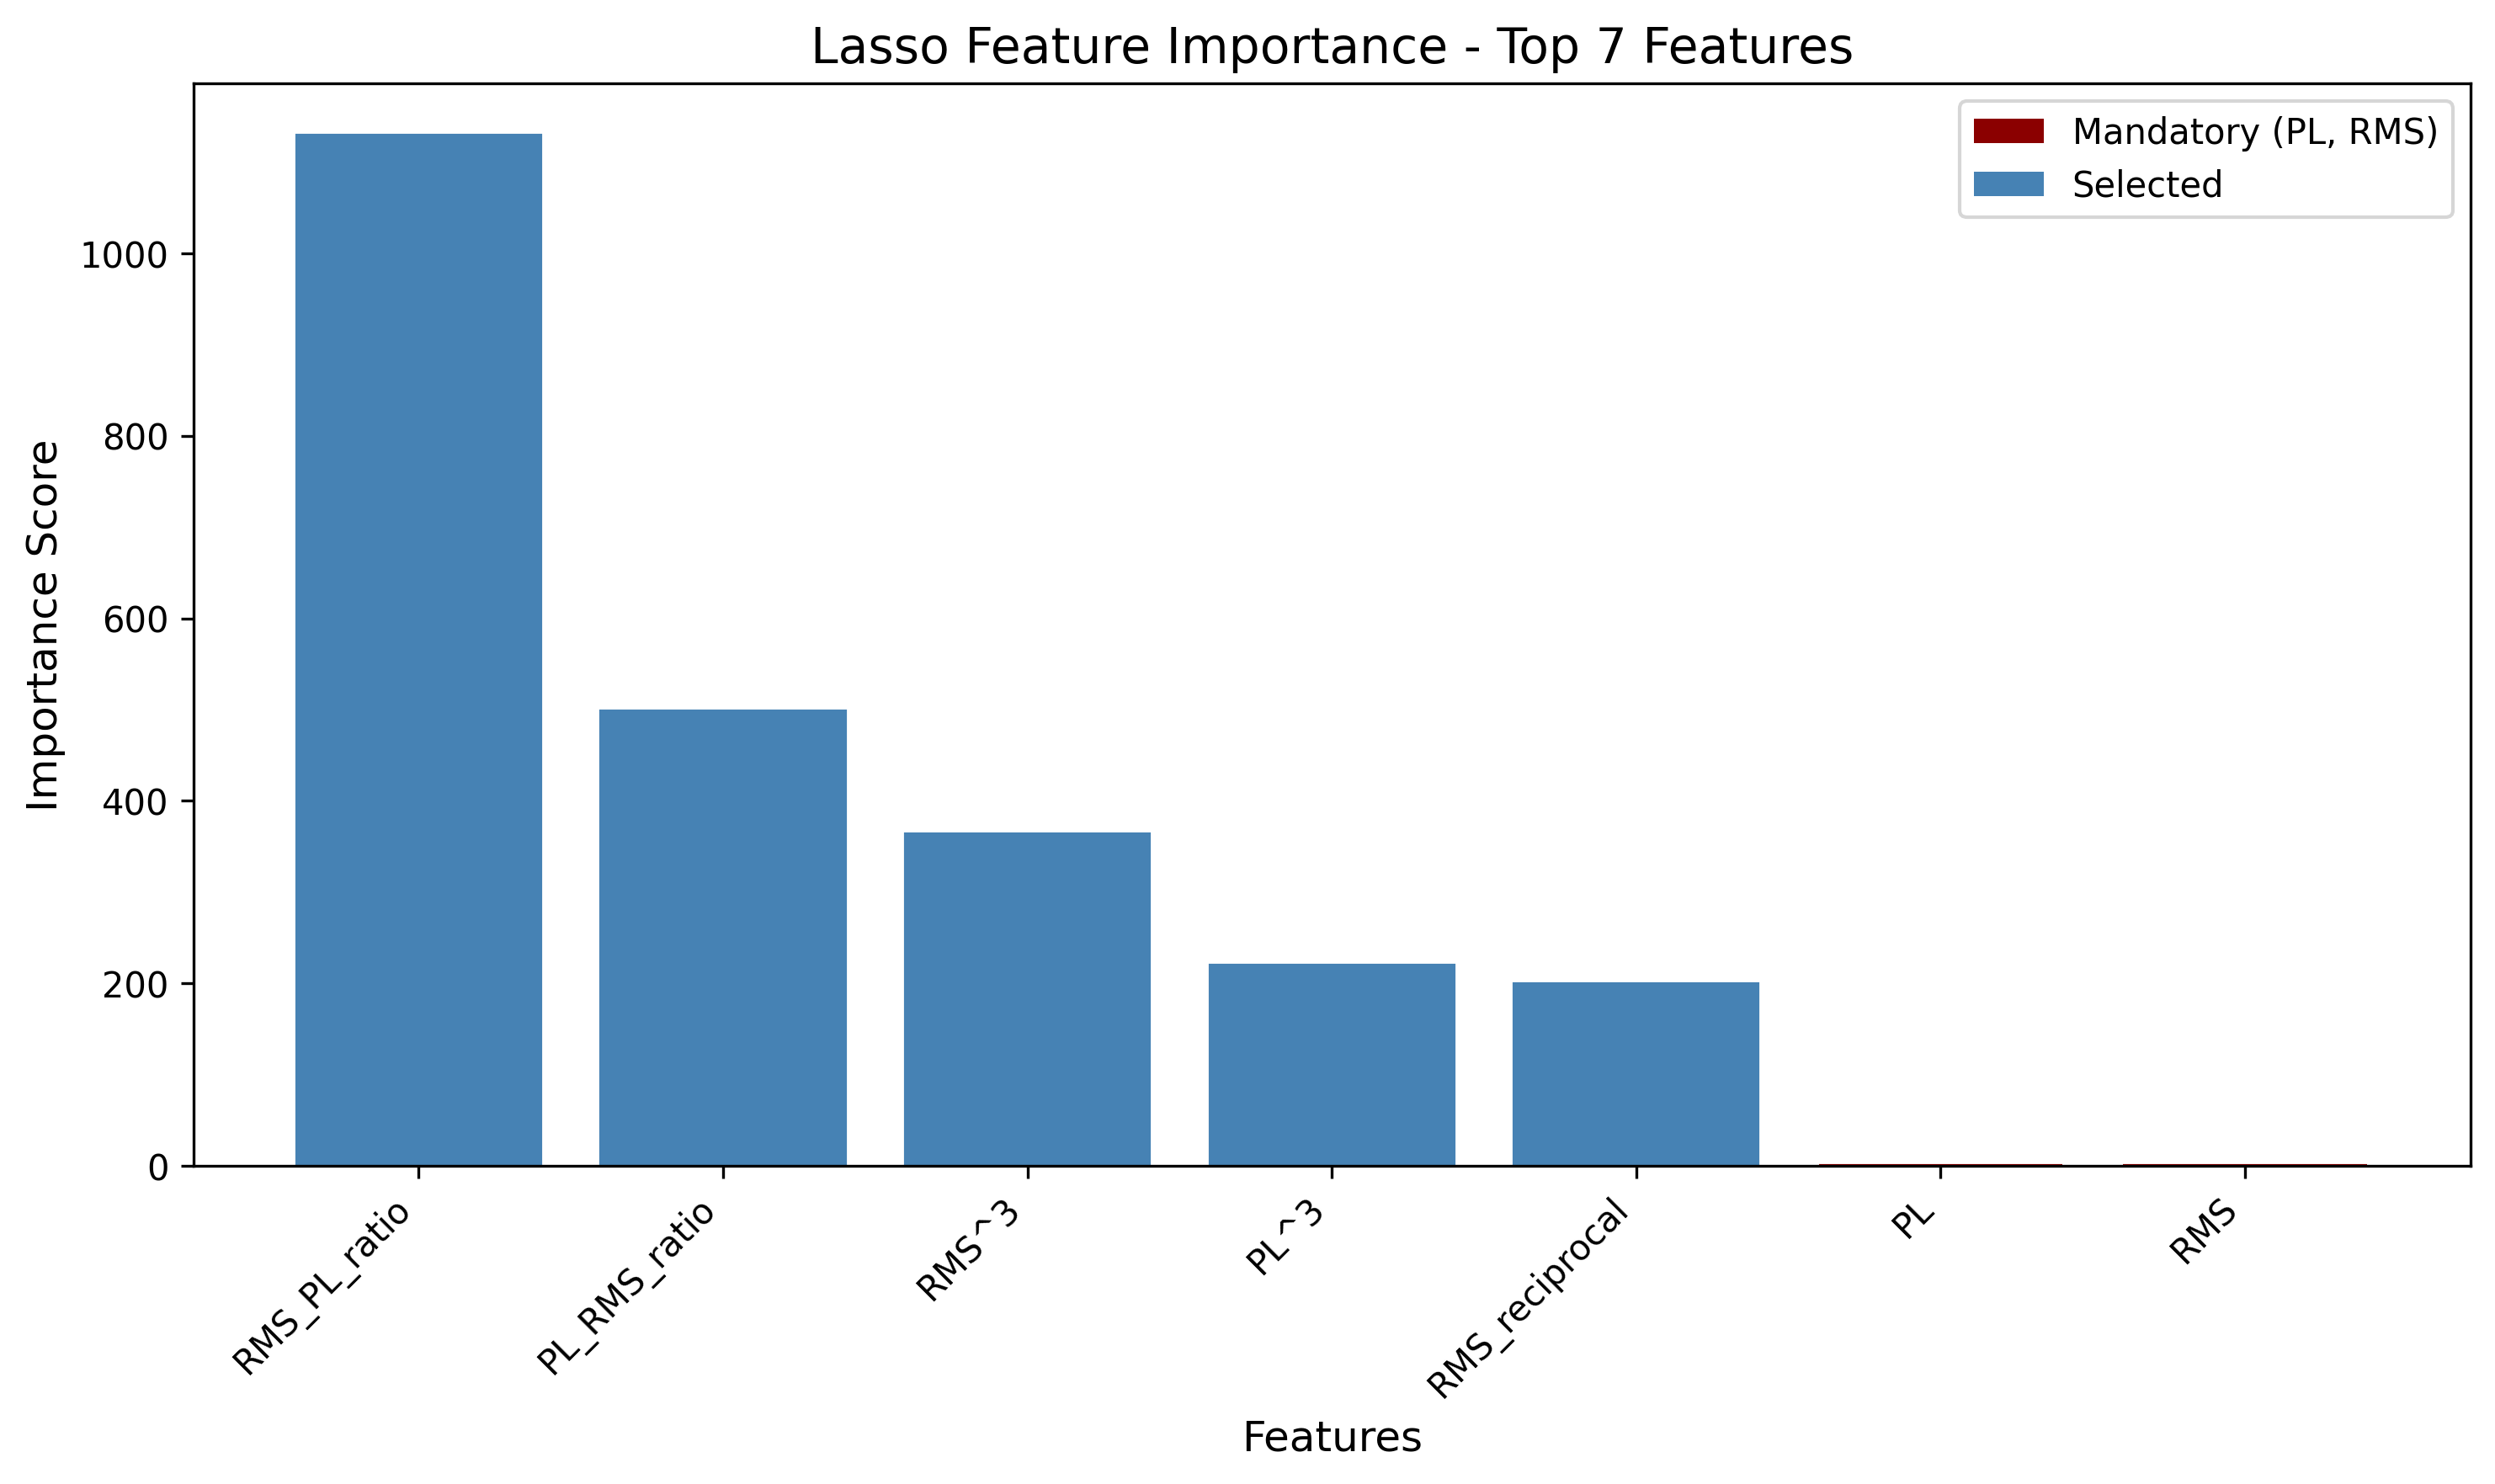 Lasso Feature Importance - Top 7 Features
Mandatory (PL, RMS)
Selected
Importance Score
1000
800
600
400
200
0
RMS_PL_ratio
PL_RMS_ratio
RMS^3
PL^3
RMS_reciprocal
PL
RMS
Features